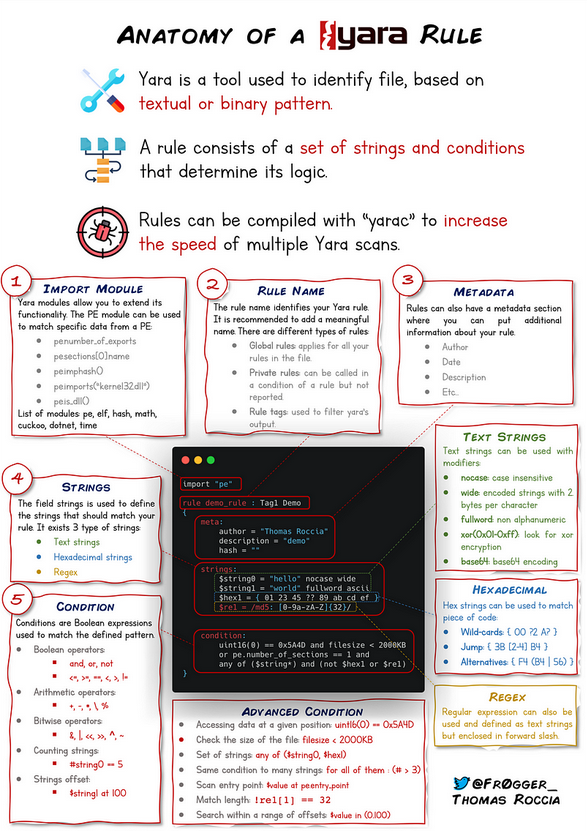 ANATOMY OF A yara RULE
Yara is a tool used to identify file, based on
textual or binary pattern.
A rule consists of a set of strings and conditions
that determine its logic.
Rules can be compiled with "yarac" to increase
the speed of multiple Yara scans.
1
IMPORT MODULE
Yara modules allow you to extend its
functionality. The PE module can be used
to match specific data from a PE:
pe.number_of_exports
pe.sections[0].name
pe.imphash()
pe.imports("kernel32.dll")
pe.is_dll()
List of modules: pe, elf, hash, math,
cuckoo, dotnet, time
2
RULE NAME
The rule name identifies your Yara rule.
It is recommended to add a meaningful
name. There are different types of rules:
Global rules: applies for all your
rules in the file.
Private rules: can be called in
a condition of a rule but not
reported.
Rule tags: used to filter yara's
output.
3
METADATA
Rules can also have a metadata section
where you can put additional
information about your rule.
Author
Date
Description
Etc..
4
STRINGS
The field strings is used to define
the strings that should match your
rule. It exists 3 type of strings:
Text strings
Hexadecimal strings
Regex
5
CONDITION
Conditions are Boolean expressions
used to match the defined pattern.
Boolean operators:
and, or, not
<=, >=, ==, <, >, !=
Arithmetic operators:
+, -, *, \, %
Bitwise operators:
&, |, <<, >>, ^, ~
Counting strings:
#string0 == 5
Strings offset:
$string1 at 100
import "pe"
rule demo_rule : Tag1 Demo
{
meta:
author = "Thomas Roccia"
description = "demo"
hash = ""
strings:
$string0 = "hello" nocase wide
$string1 = "world" fullword ascii
$hex1 = { 01 23 45 ?? 89 ab cd ef }
$re1 = /md5: [0-9a-zA-Z]{32}/
condition:
uint16(0) == 0x5A4D and filesize < 2000KB
or pe.number_of_sections == 1 and
any of ($string*) and (not $hex1 or $re1)
}
TEXT STRINGS
Text strings can be used with
modifiers:
nocase: case insensitive
wide: encoded strings with 2
bytes per character
fullword: non alphanumeric
xor(0x01-0xff): look for xor
encryption
base64: base64 encoding
HEXADECIMAL
Hex strings can be used to match
piece of code:
Wild-cards: { 00 ?2 A? }
Jump: { 3B [2-4] B4 }
Alternatives: { F4 (B4 | 56) }
REGEX
Regular expression can also be
used and defined as text strings
but enclosed in forward slash.
ADVANCED CONDITION
Accessing data at a given position: uint16(0) == 0x5A4D
Check the size of the file: filesize < 2000KB
Set of strings: any of ($string0, $hex1)
Same condition to many strings: for all of them : (# > 3)
Scan entry point: $value at pe.entry_point
Match length: !re1[1] == 32
Search within a range of offsets: $value in (0..100)
@FR0GGER_
THOMAS ROCCIA